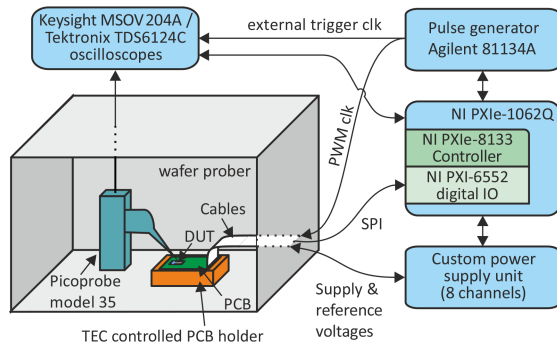 Keysight MSOV204A /
Tektronix TDS6124C
oscilloscopes
external trigger clk
Pulse generator
Agilent 81134A
PWM clk
NI PXIe-1062Q
NI PXIe-8133
Controller
NI PXI-6552
digital IO
wafer prober
Cables
DUT
SPI
Picoprobe
model 35
PCB
Supply &
reference
voltages
Custom power
supply unit
(8 channels)
TEC controlled PCB holder